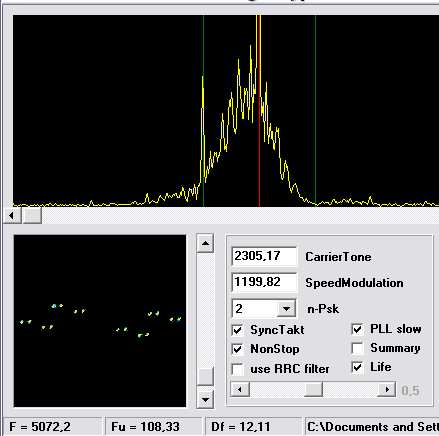 2305,17 CarrierTone
1199,82 SpeedModulation
2 n-Psk
SyncTakt PLL slow
NonStop Summary
use RRC filter Life
0,5
F = 5072,2 Fu = 108,33 Df = 12,11 C:\Documents and Sett